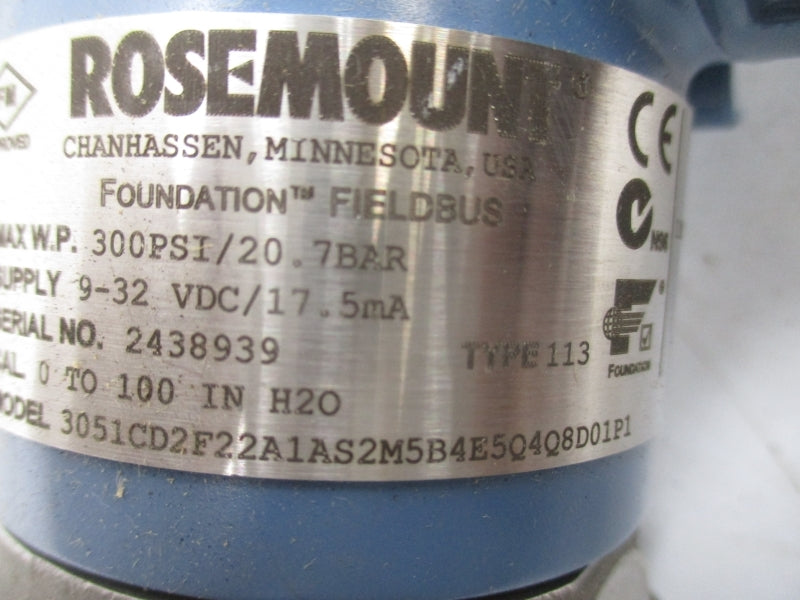 ROSEMOUNT
CHANHASSEN, MINNESOTA, USA
FOUNDATION™ FIELDBUS
MAX W.P. 300PSI/20.7BAR
SUPPLY 9-32 VDC/17.5mA
SERIAL NO. 2438939
TYPE 113
CAL 0 TO 100 IN H2O
MODEL 3051CD2F22A1AS2M5B4E5Q4Q8D01P1
CE
FOUNDATION